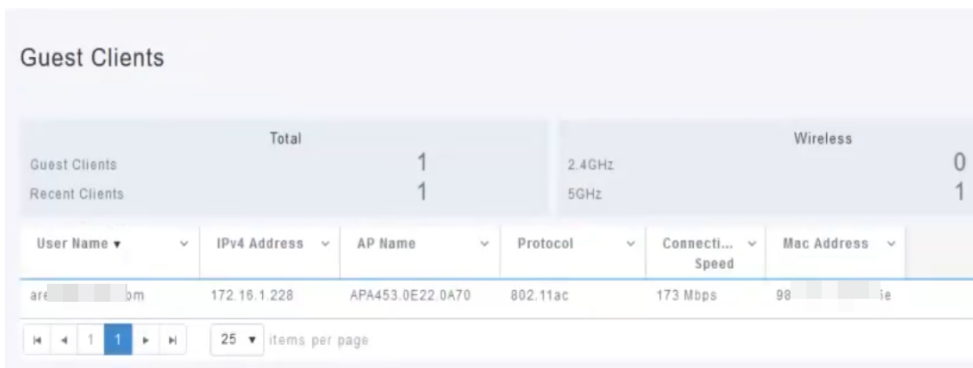 Guest Clients
Total
Guest Clients 1
Recent Clients 1
Wireless
2.4GHz 0
5GHz 1
User Name IPv4 Address AP Name Protocol Connecti... Speed Mac Address
172.16.1.228 APA453.0E22.0A70 802.11ac 173 Mbps
1 1 25 items per page